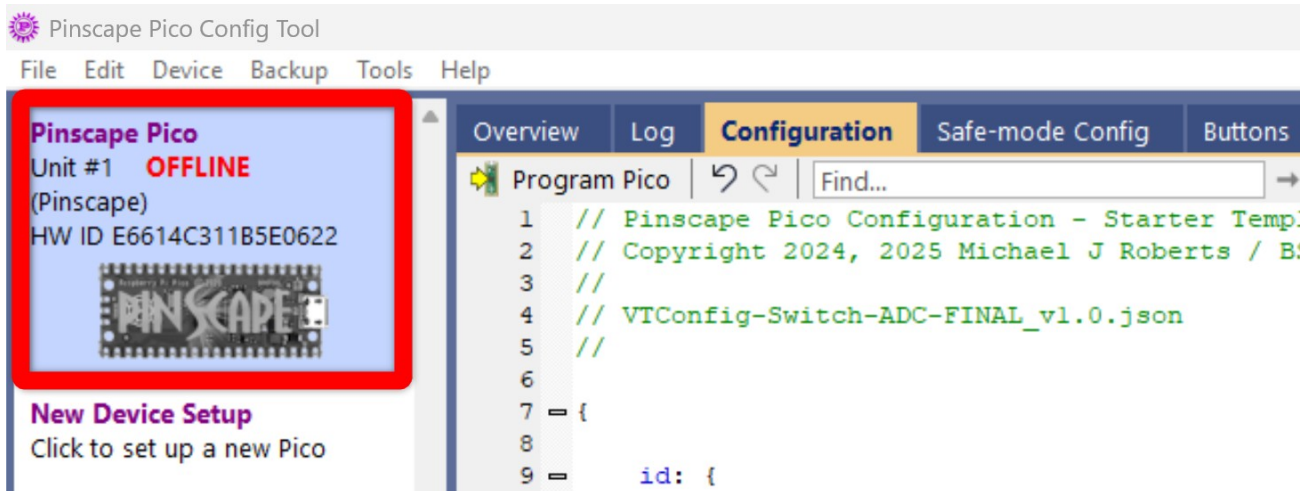 Pinscape Pico Config Tool
File Edit Device Backup Tools Help
Pinscape Pico
Unit #1 OFFLINE
(Pinscape)
HW ID E6614C311B5E0622
PINSCAPE
New Device Setup
Click to set up a new Pico
Overview Log Configuration Safe-mode Config Buttons
Program Pico Find...
1 // Pinscape Pico Configuration - Starter Templ
2 // Copyright 2024, 2025 Michael J Roberts / BS
3 //
4 // VTConfig-Switch-ADC-FINAL_v1.0.json
5 //
6
7 {
8
9 id: {